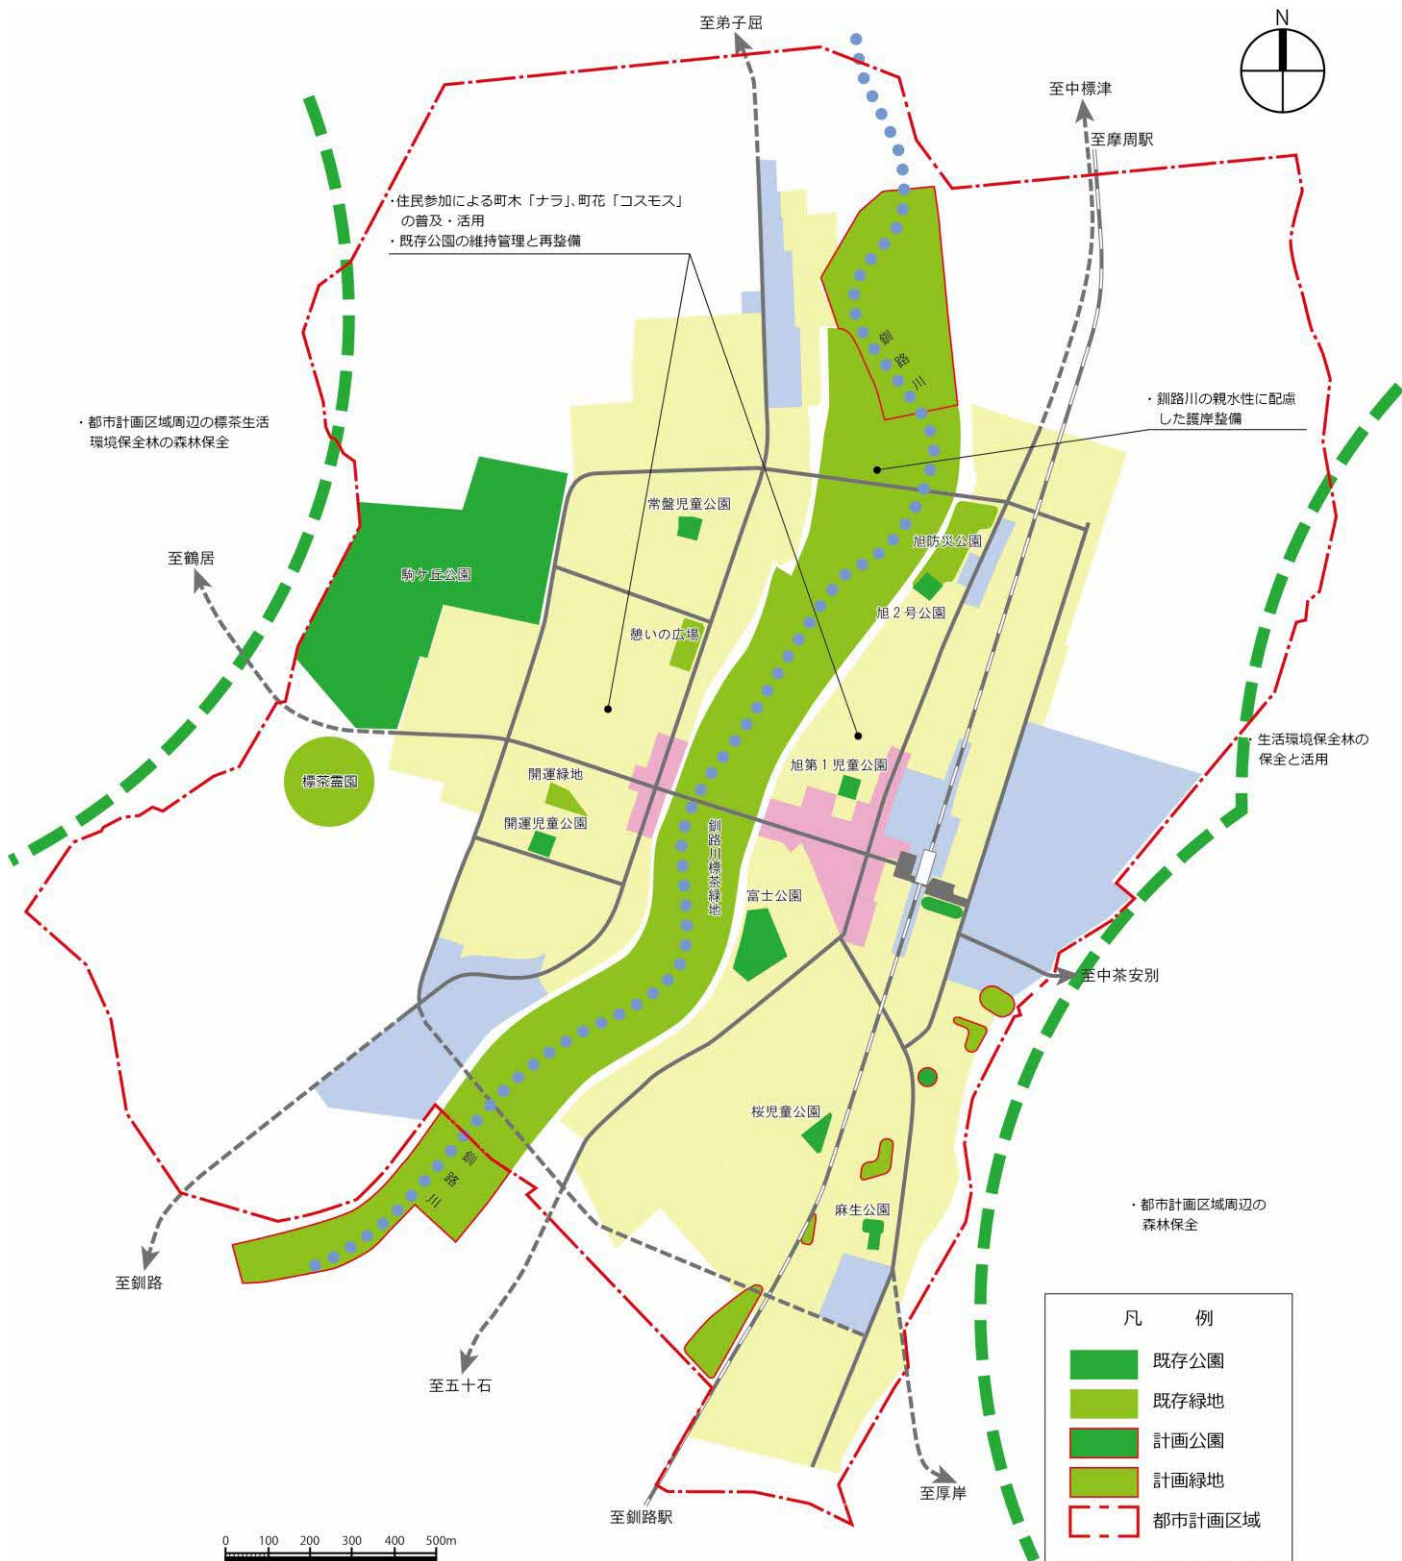 N
至弟子屈
至中標津
至摩周駅
・住民参加による町木「ナラ」、町花「コスモス」
の普及・活用
・既存公園の維持管理と再整備
釧路川
・釧路川の親水性に配慮
した護岸整備
・都市計画区域周辺の標茶生活
環境保全林の森林保全
常盤児童公園
旭防災公園
至鶴居
駒ケ丘公園
旭2号公園
憩いの広場
・生活環境保全林の
保全と活用
標茶霊園
開運緑地
旭第1児童公園
開運児童公園
釧路川標茶緑地
富士公園
至中茶安別
桜児童公園
釧路川
麻生公園
・都市計画区域周辺の
森林保全
至釧路
至五十石
至厚岸
至釧路駅
凡 例
既存公園
既存緑地
計画公園
計画緑地
都市計画区域
0 100 200 300 400 500m